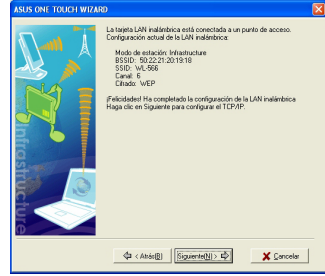 ASUS ONE TOUCH WIZARD
La tarjeta LAN inalámbrica está conectada a un punto de acceso.
Configuración actual de la LAN inalámbrica:
Modo de estación: Infrastructure
BSSID: 50:22:21:20:19:18
SSID: WL-566
Canal: 6
Cifrado: WEP
¡Felicidades! Ha completado la configuración de la LAN inalámbrica
Haga clic en Siguiente para configurar el TCP/IP.
Infrastructure
< Atrás(B)
Siguiente(N) >
Cancelar